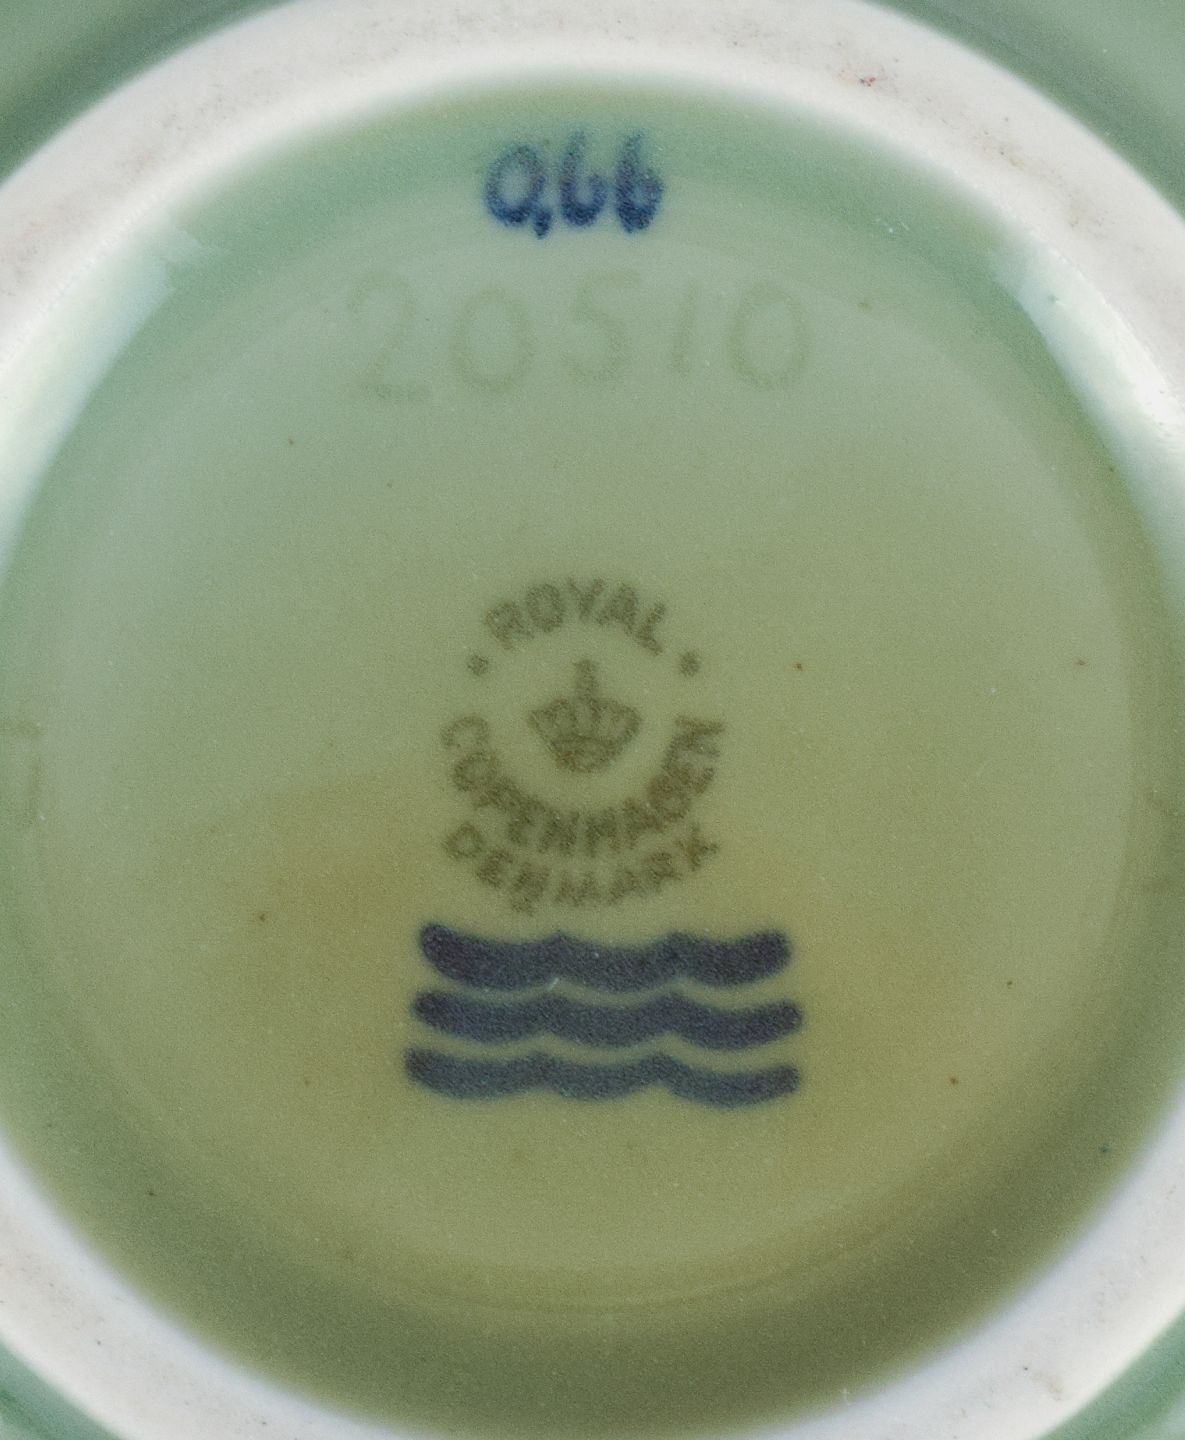 0,66
20510
• ROYAL •
COPENHAGEN
DENMARK